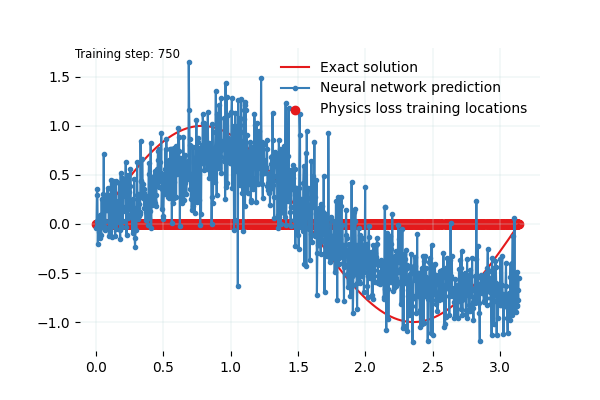 Training step: 750
Exact solution
Neural network prediction
Physics loss training locations
1.5
1.0
0.5
0.0
−0.5
−1.0
0.0 0.5 1.0 1.5 2.0 2.5 3.0